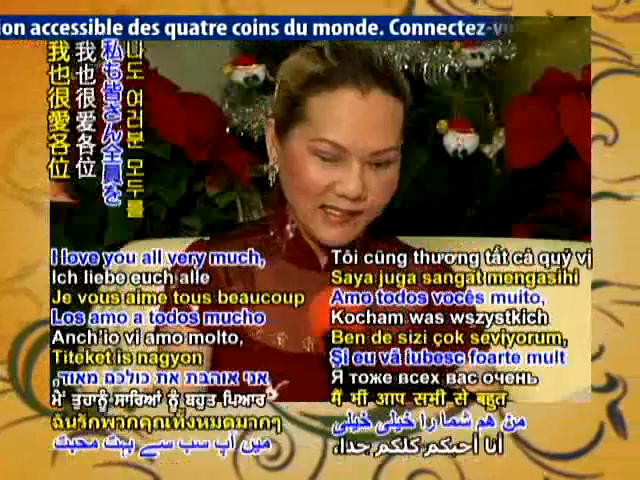 ion accessible des quatre coins du monde. Connectez-v
我也很愛各位
我也很爱各位
私も皆さん全員を
나도 여러분 모두를
I love you all very much,
Ich liebe euch alle
Je vous aime tous beaucoup
Los amo a todos mucho
Anch'io vi amo molto,
Titeket is nagyon
אני אוהבת את כולכם מאוד,
ਮੈਂ ਤੁਹਾਨੂੰ ਸਾਰਿਆਂ ਨੂੰ ਬਹੁਤ ਪਿਆਰ
ฉันรักพวกคุณทั้งหมดมากๆ
میں آپ سب سے بہت محبت
Tôi cũng thương tất cả quý vị
Saya juga sangat mengasihi
Amo todos vocês muito,
Kocham was wszystkich
Ben de sizi çok seviyorum,
Şi eu vă iubesc foarte mult
Я тоже всех вас очень
मैं भी आप सभी से बहुत
من هم شما را خیلی خیلی
أنا أحبكم كلكم جدا،